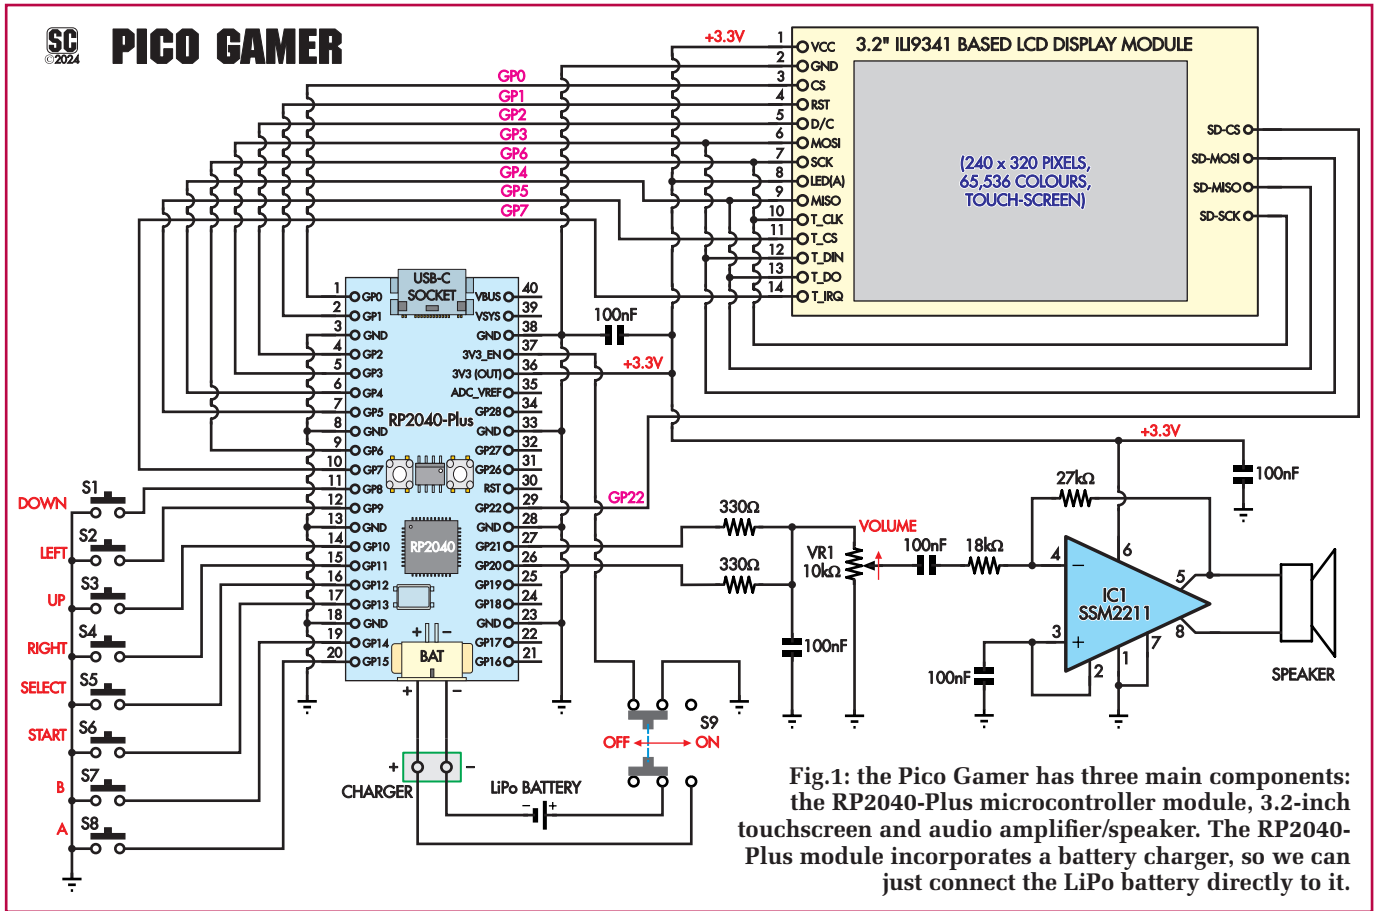 SC
©2024
PICO GAMER
+3.3V
GP0
GP1
GP2
GP3
GP6
GP4
GP5
GP7
1 VCC
2 GND
3 CS
4 RST
5 D/C
6 MOSI
7 SCK
8 LED(A)
9 MISO
10 T_CLK
11 T_CS
12 T_DIN
13 T_DO
14 T_IRQ
3.2" ILI9341 BASED LCD DISPLAY MODULE
(240 x 320 PIXELS,
65,536 COLOURS,
TOUCH-SCREEN)
SD-CS
SD-MOSI
SD-MISO
SD-SCK
USB-C
SOCKET
1 GP0
2 GP1
3 GND
4 GP2
5 GP3
6 GP4
7 GP5
8 GND
9 GP6
10 GP7
11 GP8
12 GP9
13 GND
14 GP10
15 GP11
16 GP12
17 GP13
18 GND
19 GP14
20 GP15
VBUS 40
VSYS 39
GND 38
3V3_EN 37
3V3 (OUT) 36
ADC_VREF 35
GP28 34
GND 33
GP27 32
GP26 31
RST 30
GP22 29
GND 28
GP21 27
GP20 26
GP19 25
GP18 24
GND 23
GP17 22
GP16 21
RP2040-Plus
RP2040
+ −
BAT
+ −
100nF
+3.3V
GP22
S1
DOWN
S2
LEFT
S3
UP
S4
RIGHT
S5
SELECT
S6
START
S7
B
S8
A
+ −
CHARGER
LiPo BATTERY
− +
S9
OFF ON
330Ω
330Ω
VOLUME
VR1
10kΩ
100nF
100nF
18kΩ
27kΩ
+3.3V
100nF
100nF
4 −
3 +
6
5
8
7
1
2
IC1
SSM2211
SPEAKER
Fig.1: the Pico Gamer has three main components:
the RP2040-Plus microcontroller module, 3.2-inch
touchscreen and audio amplifier/speaker. The RP2040-
Plus module incorporates a battery charger, so we can
just connect the LiPo battery directly to it.